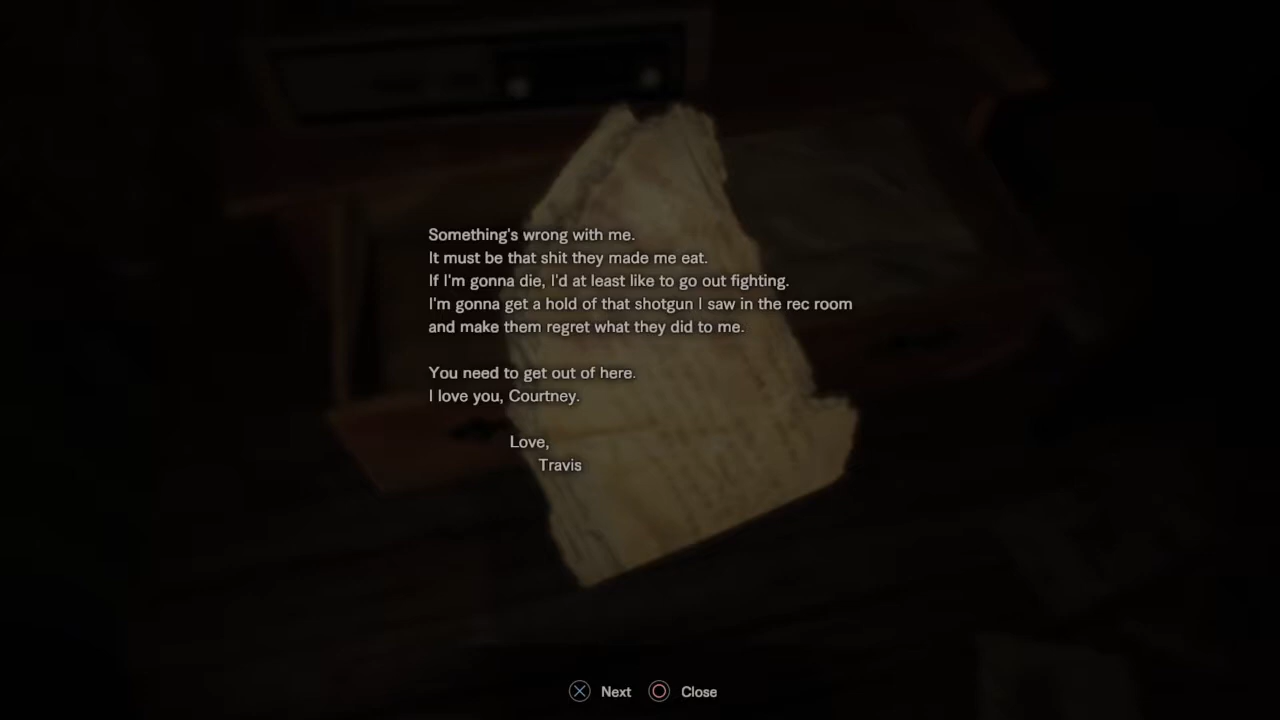 Something's wrong with me.
It must be that shit they made me eat.
If I'm gonna die, I'd at least like to go out fighting.
I'm gonna get a hold of that shotgun I saw in the rec room
and make them regret what they did to me.
You need to get out of here.
I love you, Courtney.
Love,
Travis
Next Close